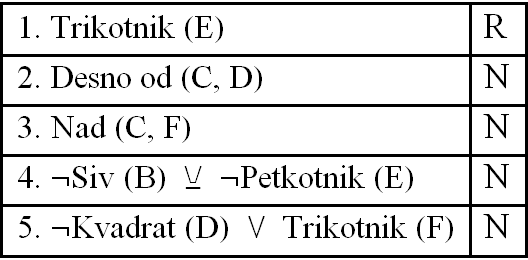 1. Trikotnik (E) R
2. Desno od (C, D) N
3. Nad (C, F) N
4. ¬Siv (B) ⊻ ¬Petkotnik (E) N
5. ¬Kvadrat (D) ∨ Trikotnik (F) N